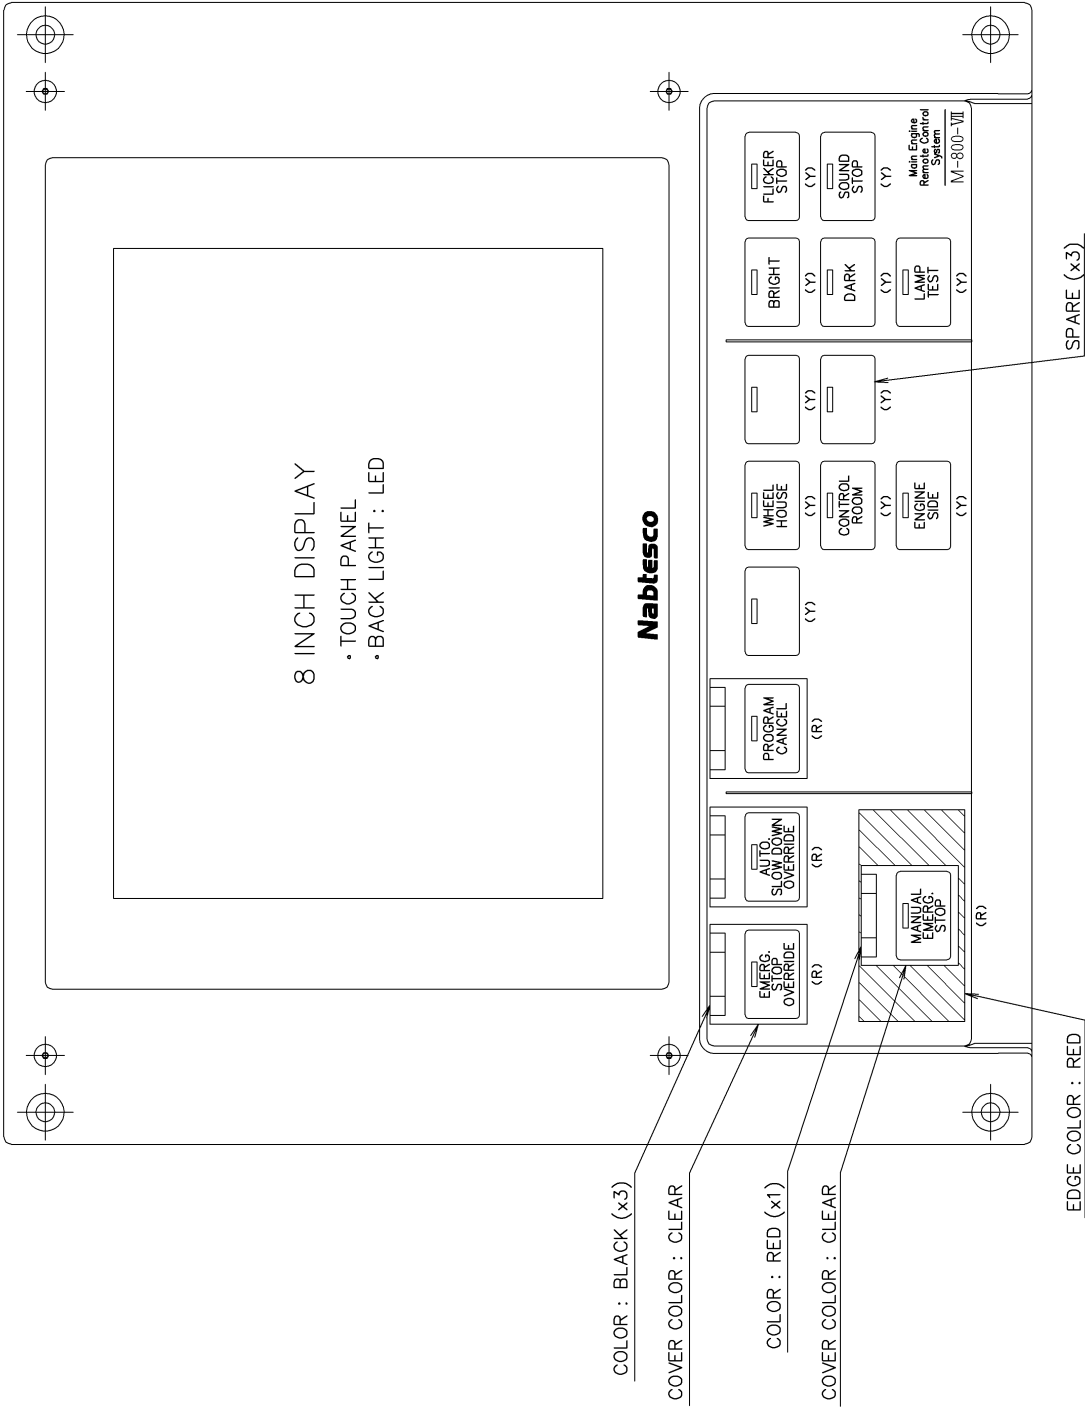 8 INCH DISPLAY
・TOUCH PANEL
・BACK LIGHT : LED
Nabtesco
COLOR : BLACK (x3)
COVER COLOR : CLEAR
COLOR : RED (x1)
COVER COLOR : CLEAR
EMERG.
STOP
OVERRIDE
(R)
AUTO.
SLOW DOWN
OVERRIDE
(R)
PROGRAM
CANCEL
(R)
(Y)
WHEEL
HOUSE
(Y)
(Y)
BRIGHT
(Y)
FLICKER
STOP
(Y)
CONTROL
ROOM
(Y)
(Y)
DARK
(Y)
SOUND
STOP
(Y)
MANUAL
EMERG.
STOP
(R)
ENGINE
SIDE
(Y)
LAMP
TEST
(Y)
Main Engine
Remote Control
System
M-800-VII
EDGE COLOR : RED
SPARE (x3)